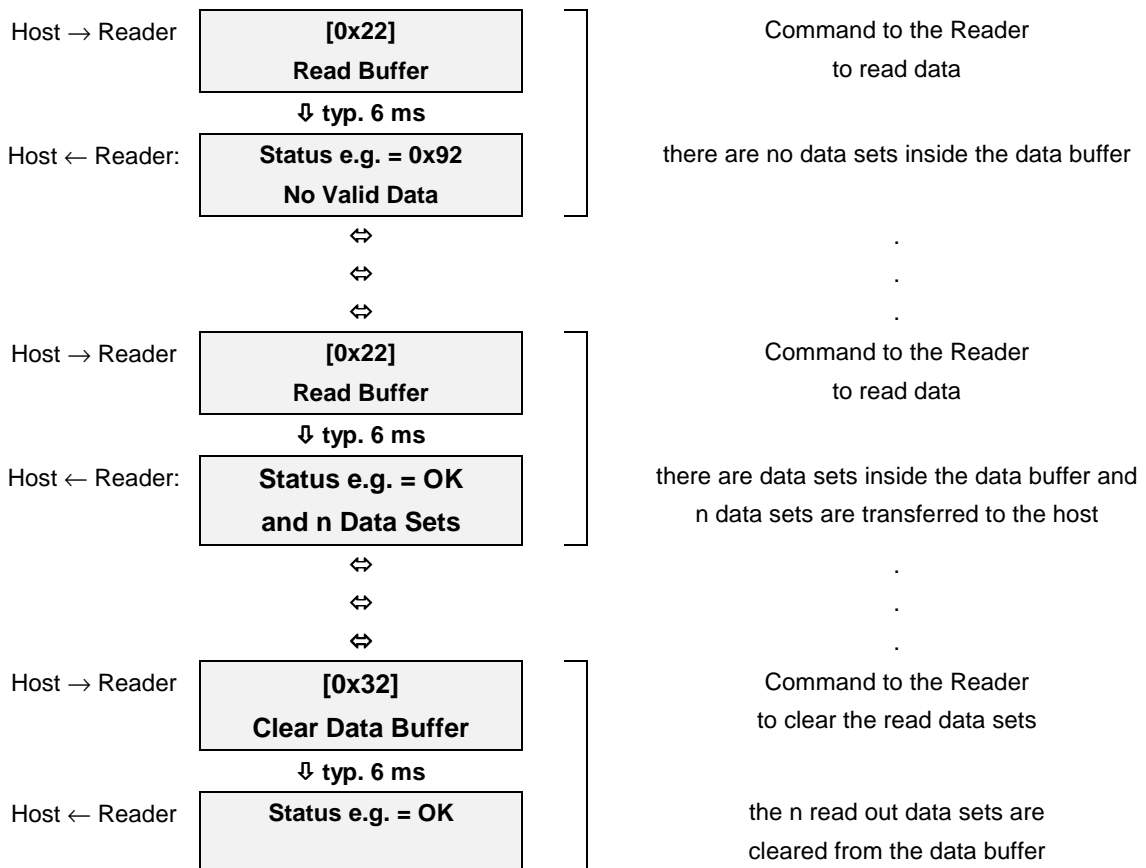 Host → Reader [0x22] Command to the Reader
Read Buffer to read data
⇩ typ. 6 ms
Host ← Reader: Status e.g. = 0x92 there are no data sets inside the data buffer
No Valid Data
⇔ .
⇔ .
⇔ .
Host → Reader [0x22] Command to the Reader
Read Buffer to read data
⇩ typ. 6 ms
Host ← Reader: Status e.g. = OK there are data sets inside the data buffer and
and n Data Sets n data sets are transferred to the host
⇔ .
⇔ .
⇔ .
Host → Reader [0x32] Command to the Reader
Clear Data Buffer to clear the read data sets
⇩ typ. 6 ms
Host ← Reader Status e.g. = OK the n read out data sets are
cleared from the data buffer